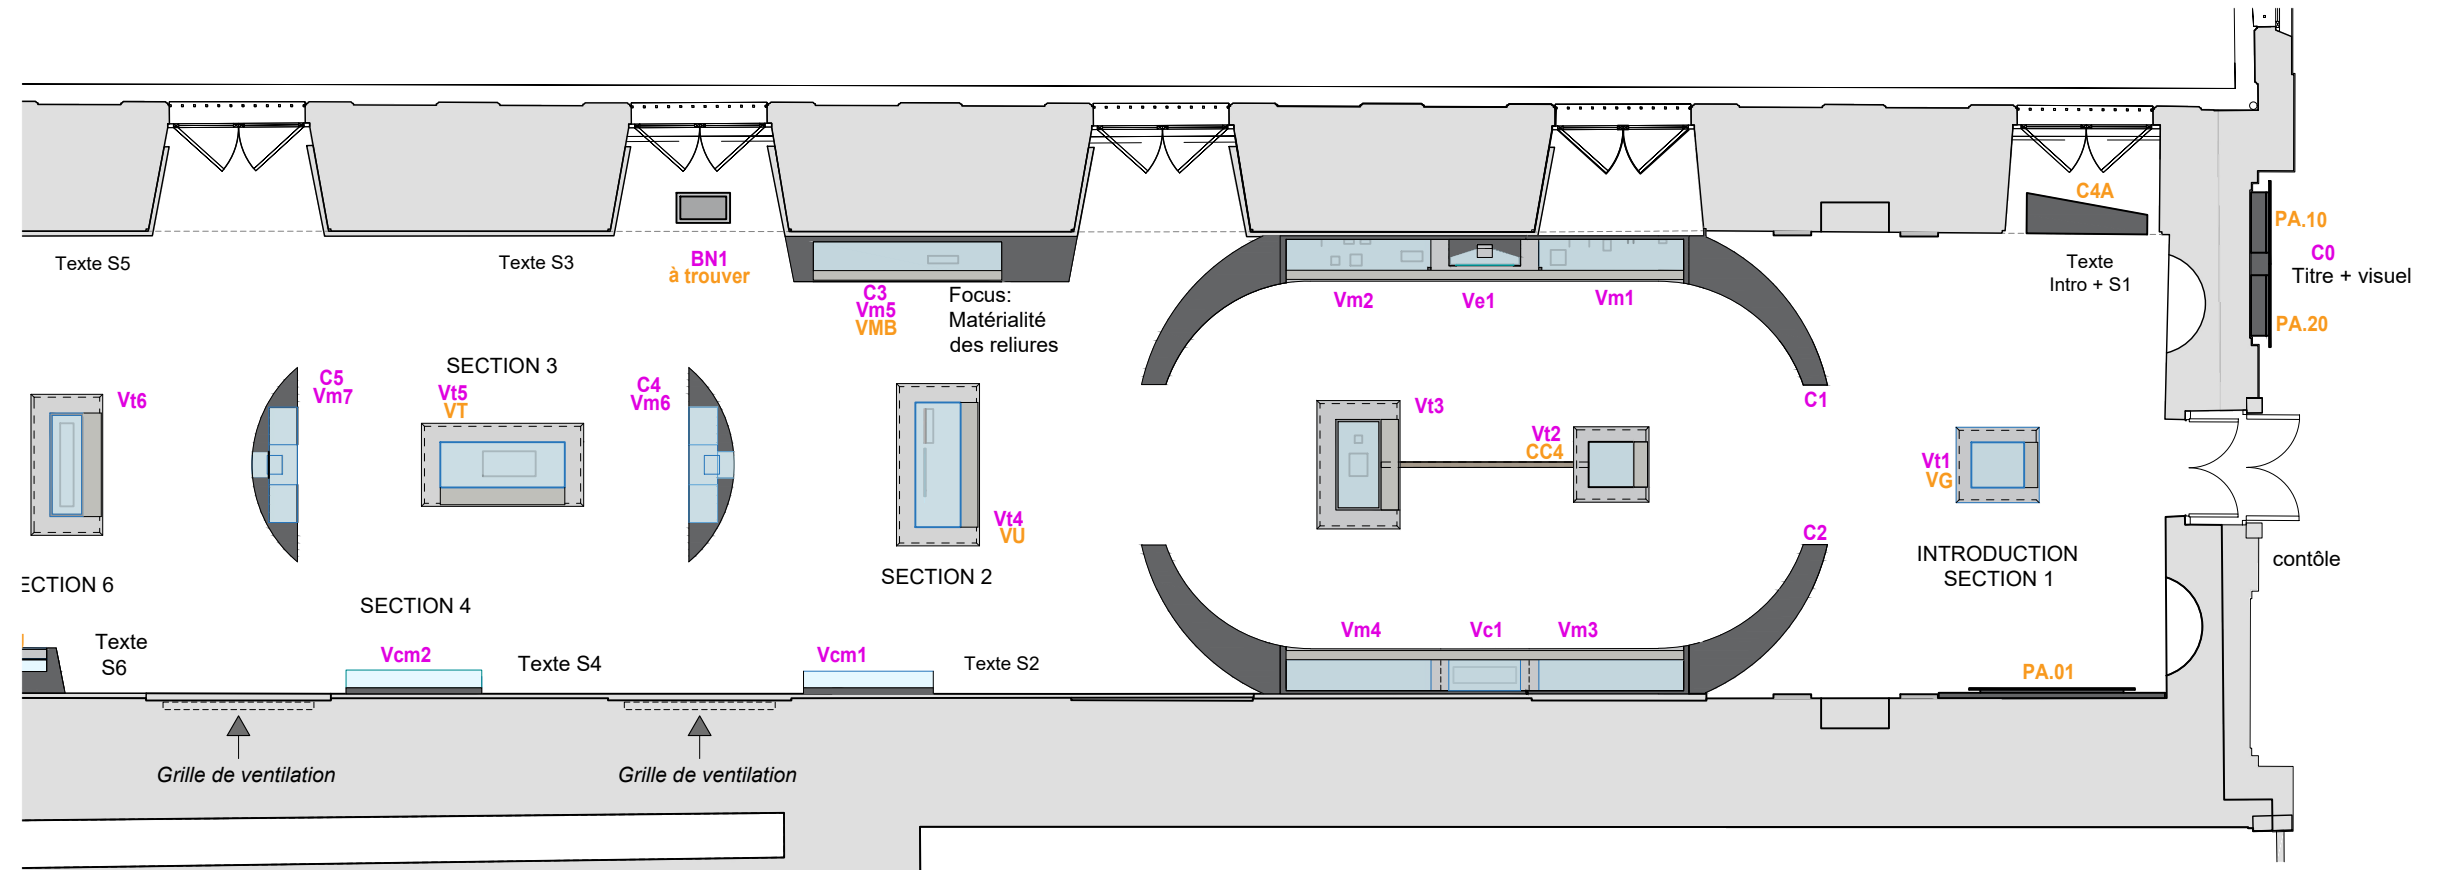 C4A
PA.10
C0
Titre + visuel
PA.20
Texte S5
Texte S3
BN1
à trouver
Texte
Intro + S1
C3
Vm5
VMB
Focus:
Matérialité
des reliures
Vm2
Ve1
Vm1
SECTION 3
Vt6
C5
Vm7
Vt5
VT
C4
Vm6
Vt3
C1
Vt2
CC4
Vt1
VG
Vt4
VU
C2
INTRODUCTION
SECTION 1
contôle
ECTION 6
SECTION 4
SECTION 2
Texte
S6
Vcm2
Texte S4
Vcm1
Texte S2
Vm4
Vc1
Vm3
PA.01
Grille de ventilation
Grille de ventilation